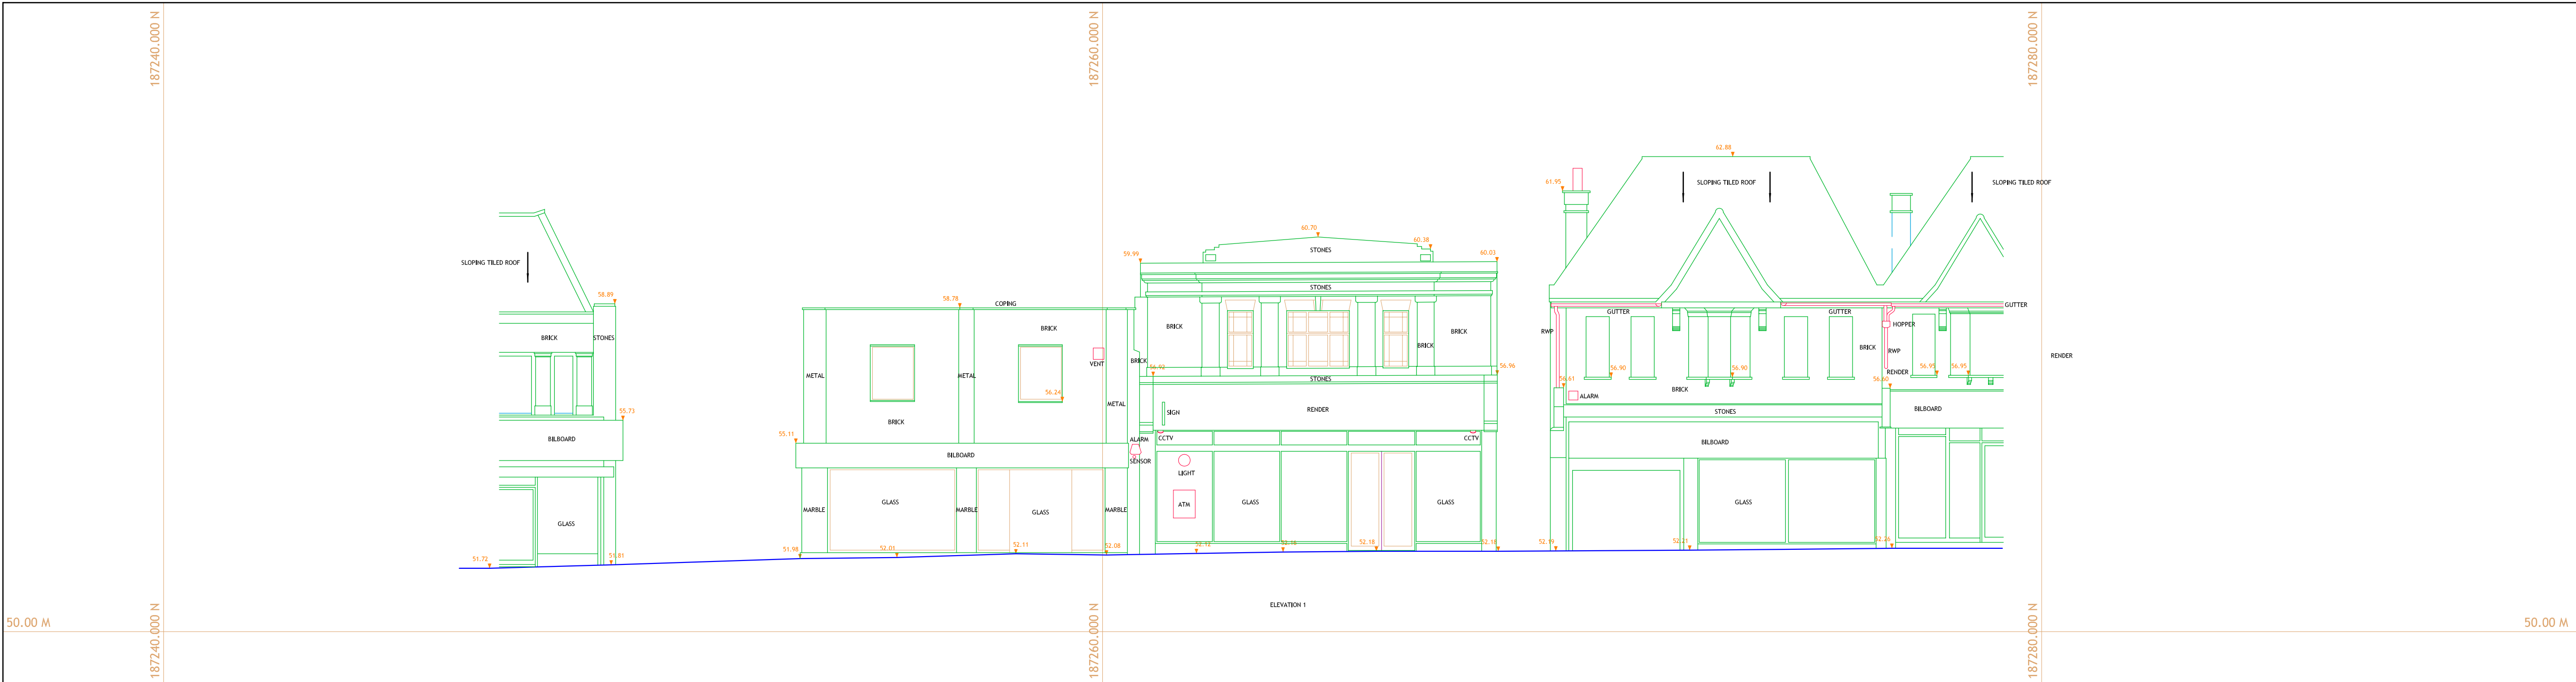 187240.000 N
187260.000 N
187280.000 N
62.88
61.95
SLOPING TILED ROOF
SLOPING TILED ROOF
60.70
60.38
STONES
59.99
60.03
SLOPING TILED ROOF
58.89
58.78
COPING
STONES
GUTTER
GUTTER
GUTTER
BRICK
STONES
BRICK
BRICK
BRICK
BRICK
RWP
HOPPER
BRICK
BRICK
RWP
RENDER
VENT
BRICK
METAL
METAL
56.92
STONES
56.96
56.61
56.90
56.90
RENDER
56.60
56.95
56.95
56.24
METAL
BRICK
ALARM
BRICK
55.73
SIGN
RENDER
STONES
BILBOARD
BILBOARD
55.11
BILBOARD
ALARM
SENSOR
CCTV
CCTV
BILBOARD
LIGHT
GLASS
MARBLE
GLASS
MARBLE
GLASS
MARBLE
ATM
GLASS
GLASS
GLASS
51.72
51.81
51.98
52.01
52.11
52.08
52.12
52.18
52.18
52.18
52.19
52.21
52.26
ELEVATION 1
50.00 M
50.00 M
187240.000 N
187260.000 N
187280.000 N